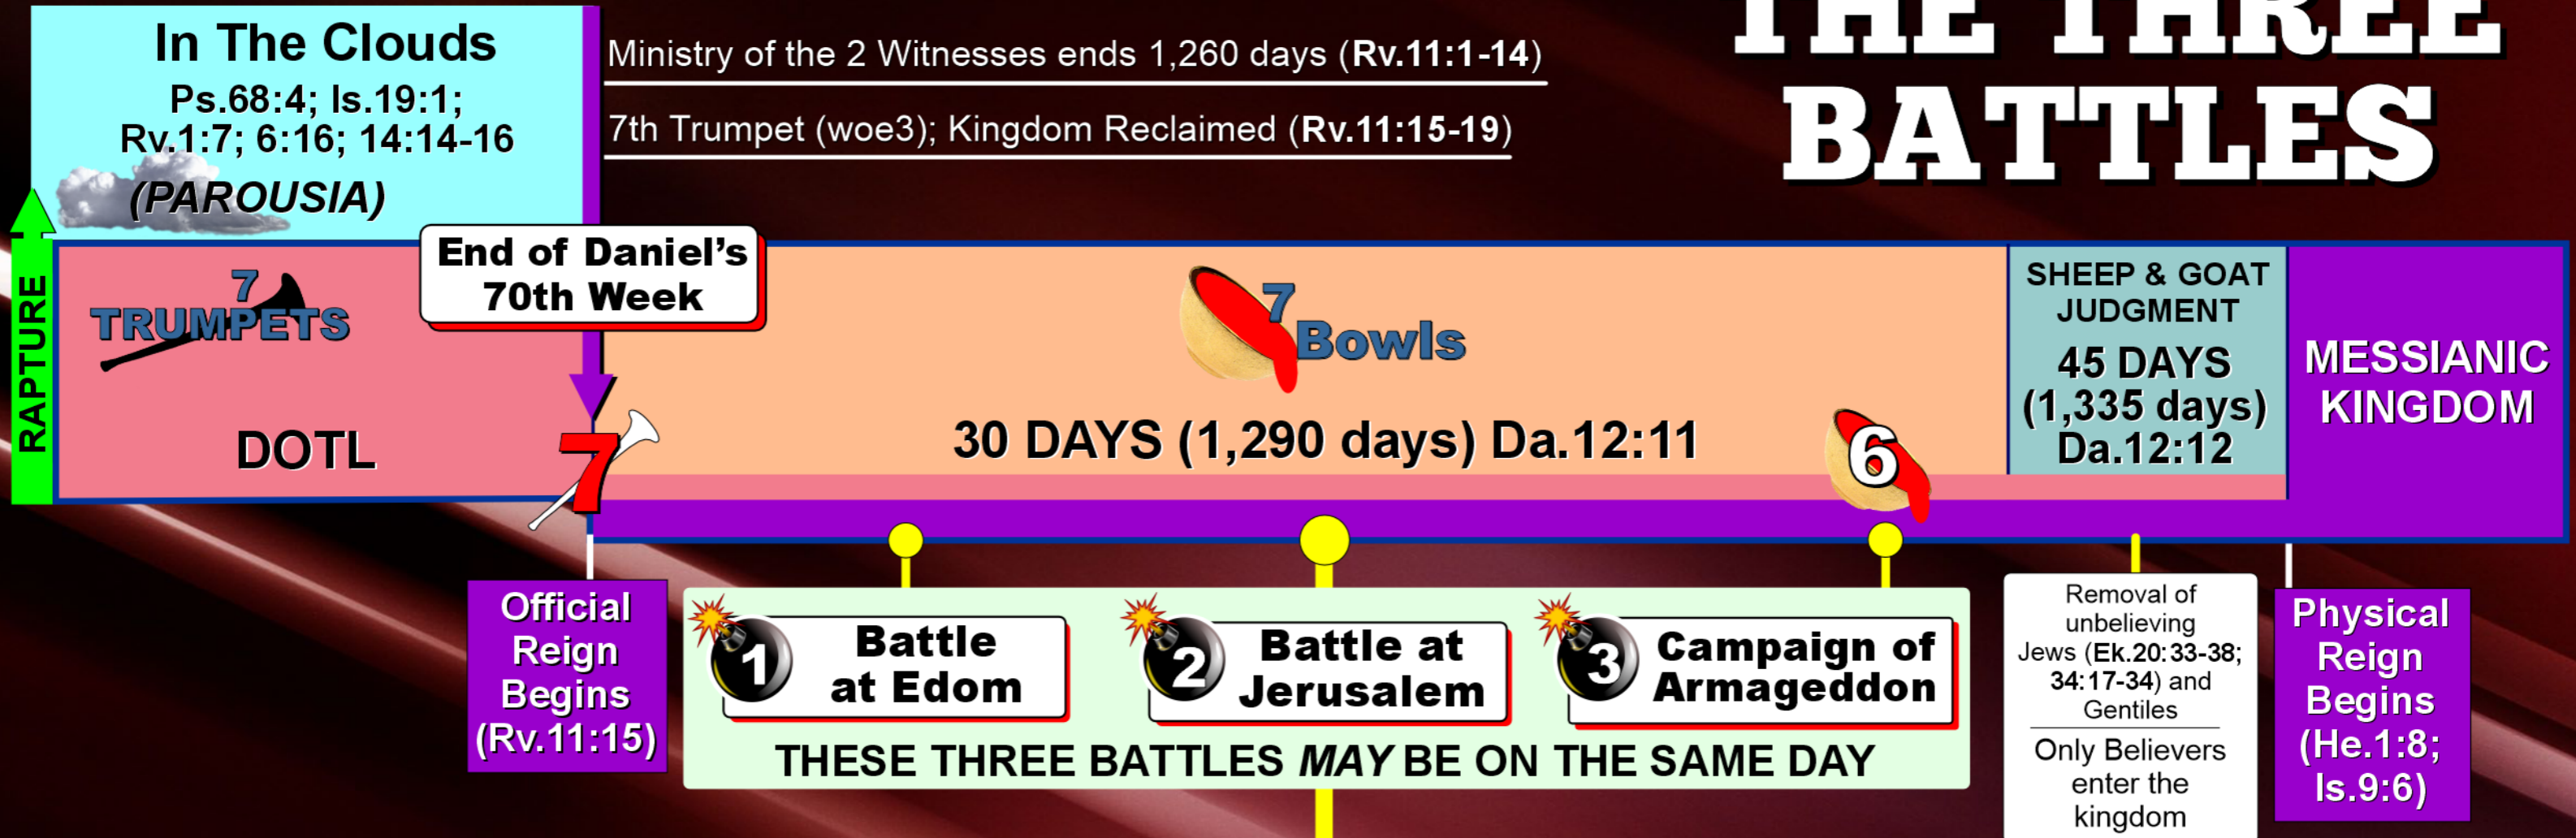 THE THREE
BATTLES
In The Clouds
Ps.68:4; Is.19:1;
Rv.1:7; 6:16; 14:14-16
(PAROUSIA)
Ministry of the 2 Witnesses ends 1,260 days (Rv.11:1-14)
7th Trumpet (woe3); Kingdom Reclaimed (Rv.11:15-19)
RAPTURE
7
TRUMPETS
DOTL
End of Daniel’s
70th Week
7
7
Bowls
30 DAYS (1,290 days) Da.12:11
6
SHEEP & GOAT
JUDGMENT
45 DAYS
(1,335 days)
Da.12:12
MESSIANIC
KINGDOM
Official
Reign
Begins
(Rv.11:15)
1
Battle
at Edom
2
Battle at
Jerusalem
3
Campaign of
Armageddon
THESE THREE BATTLES MAY BE ON THE SAME DAY
Removal of
unbelieving
Jews (Ek.20:33-38;
34:17-34) and
Gentiles
Only Believers
enter the
kingdom
Physical
Reign
Begins
(He.1:8;
Is.9:6)